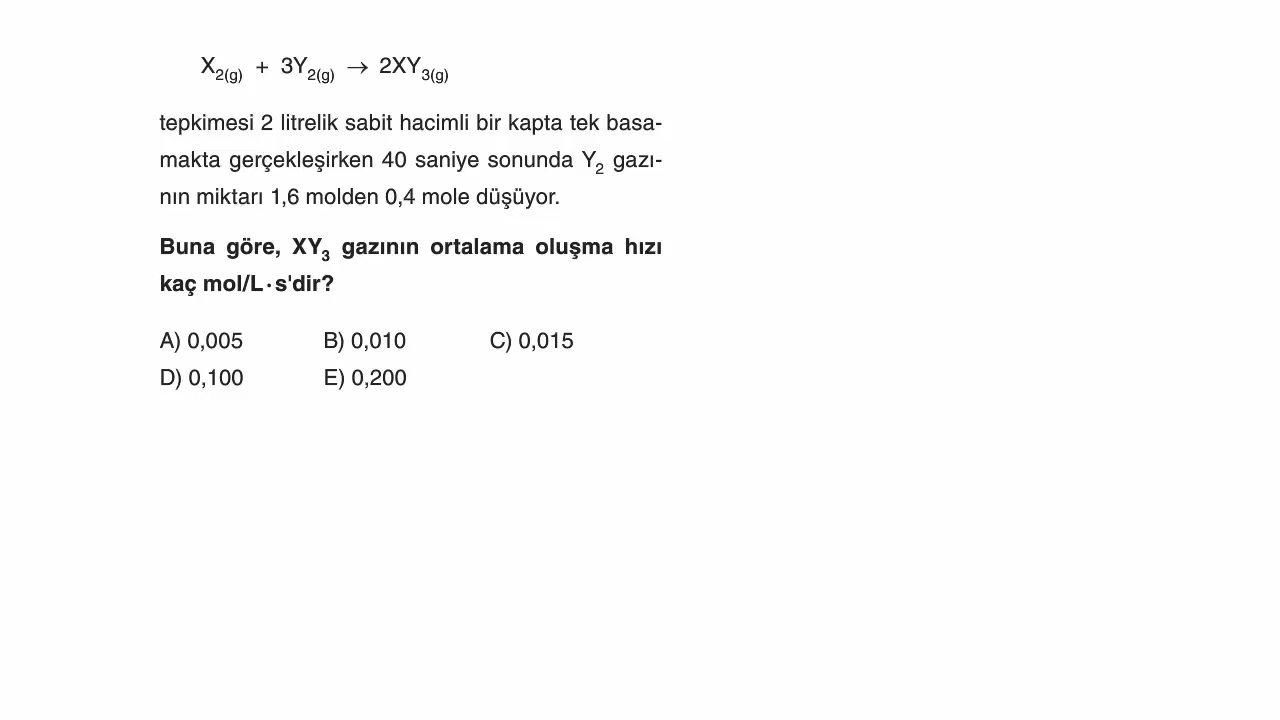 X2(g) + 3Y2(g) → 2XY3(g)
tepkimesi 2 litrelik sabit hacimli bir kapta tek basa-
makta gerçekleşirken 40 saniye sonunda Y2 gazı-
nın miktarı 1,6 molden 0,4 mole düşüyor.
Buna göre, XY3 gazının ortalama oluşma hızı
kaç mol/L·s'dir?
A) 0,005 B) 0,010 C) 0,015
D) 0,100 E) 0,200